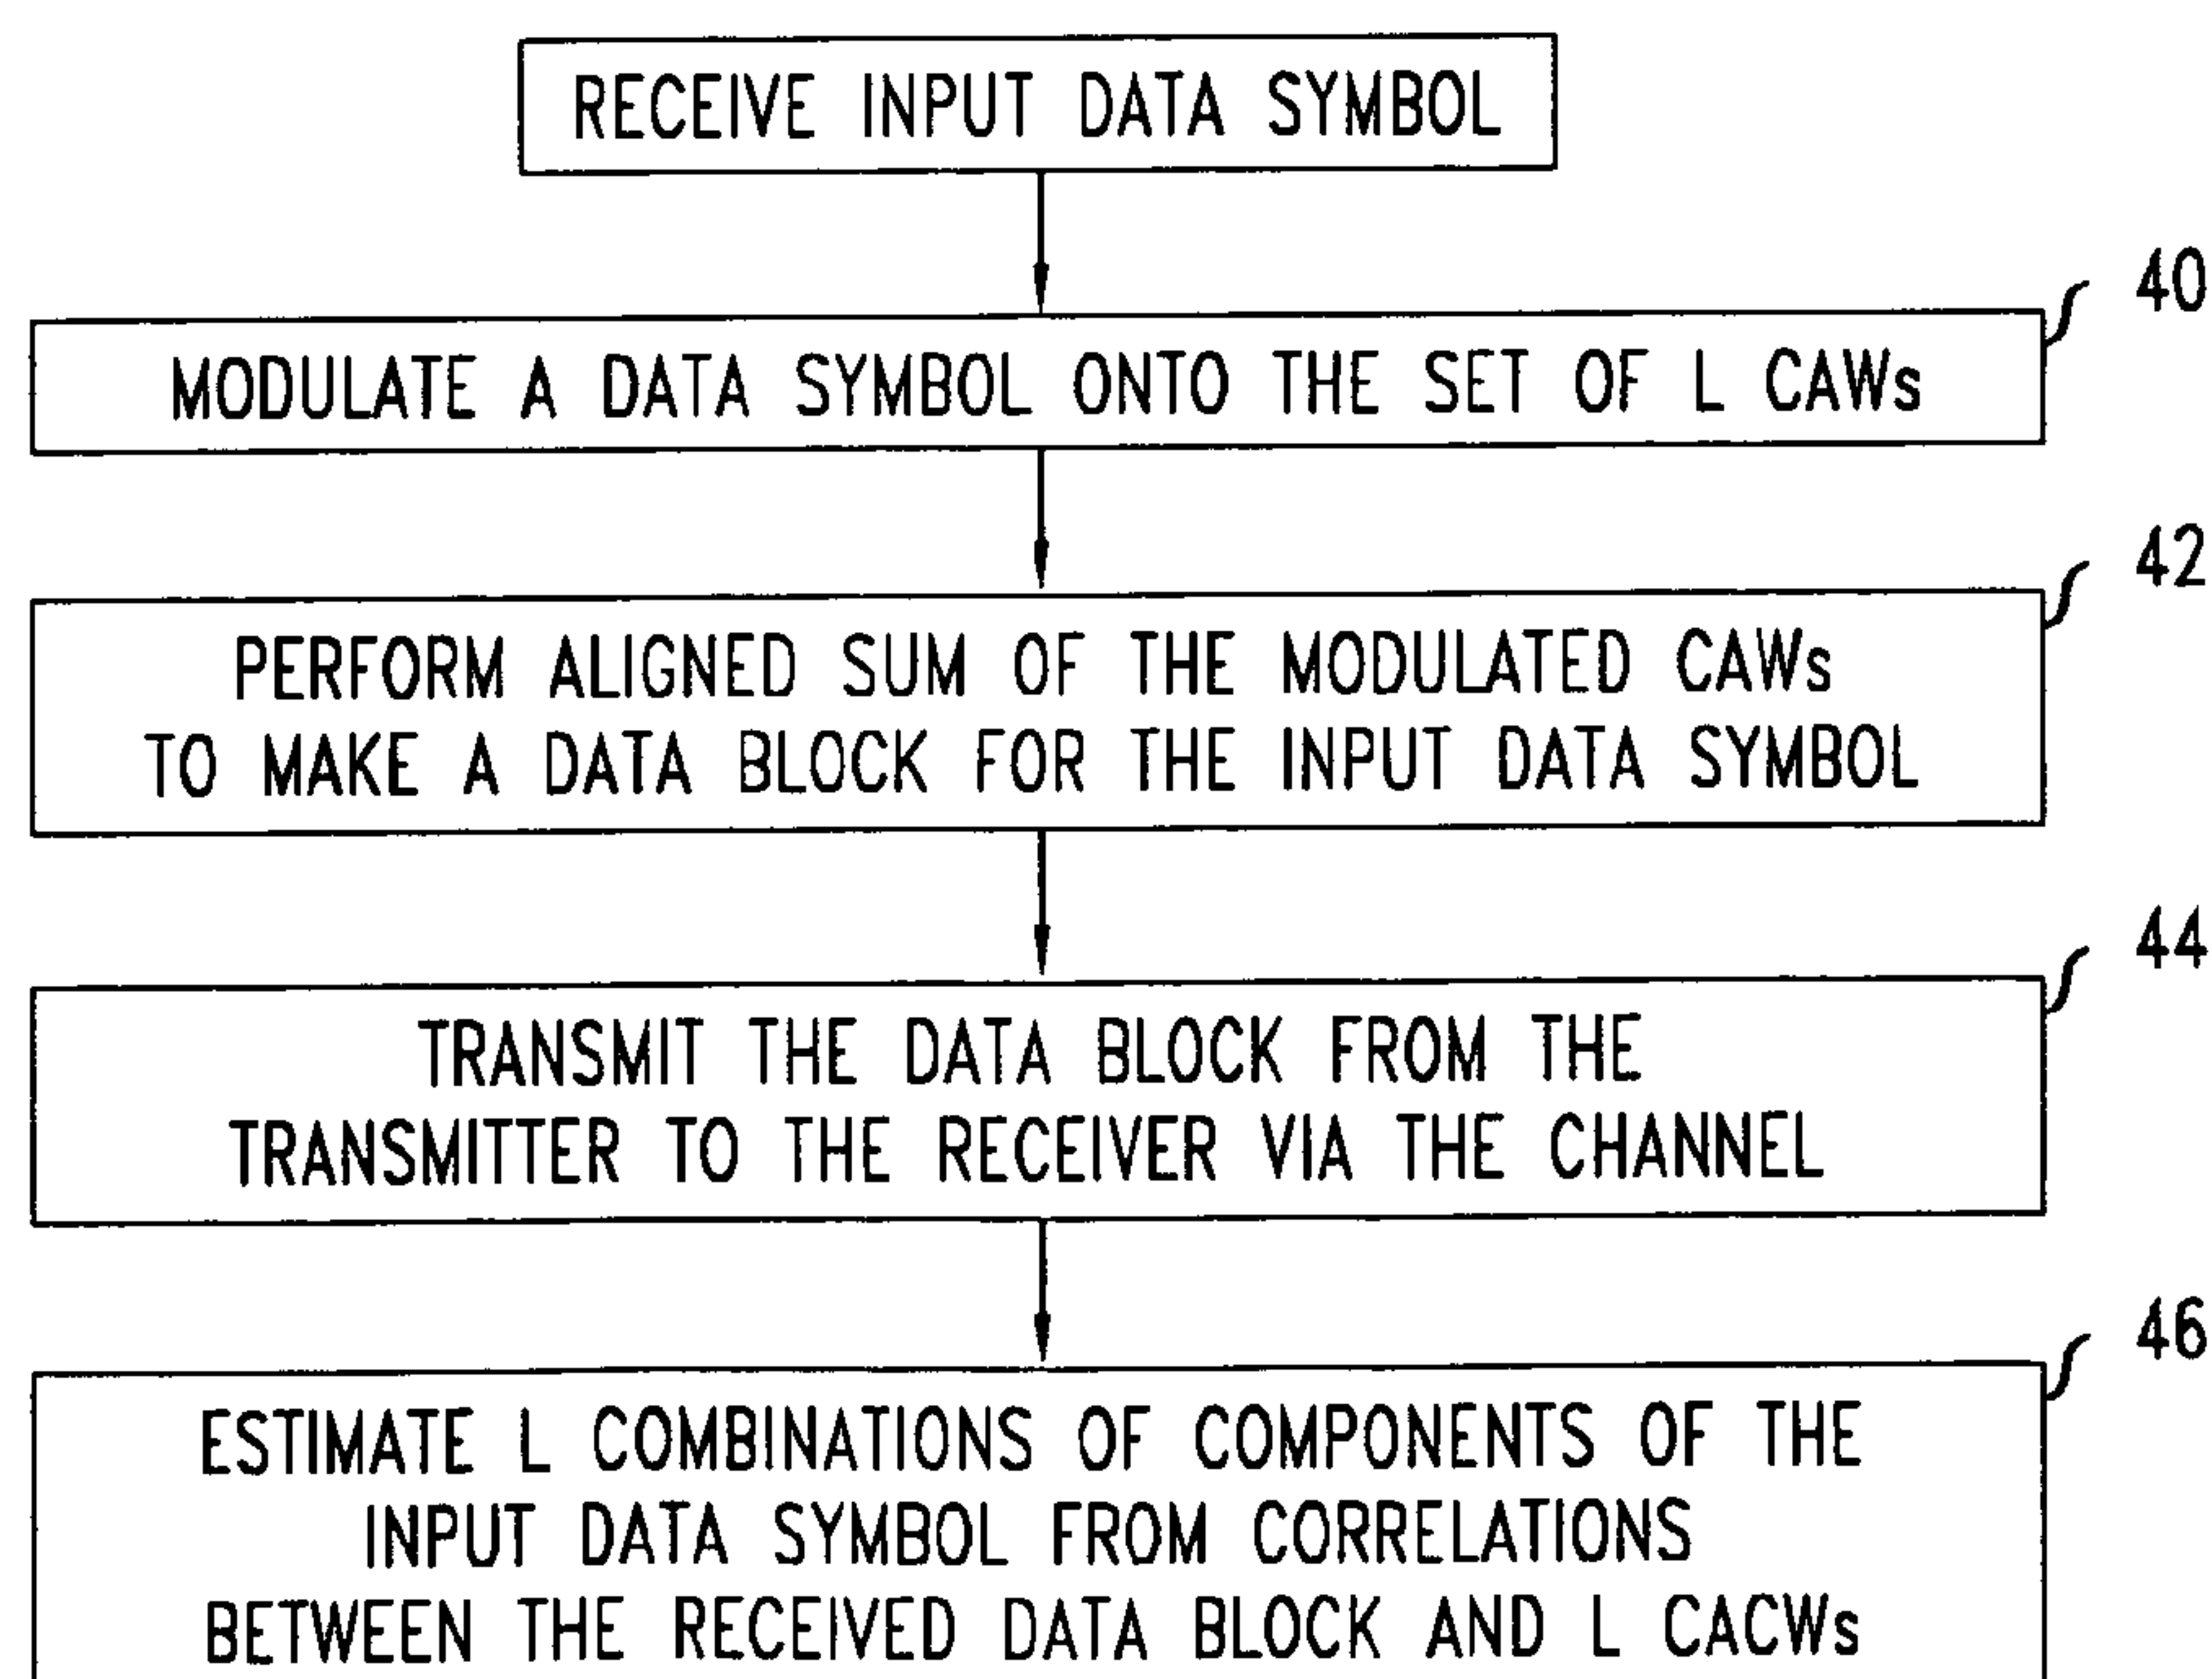 RECEIVE INPUT DATA SYMBOL
40
MODULATE A DATA SYMBOL ONTO THE SET OF L CAWs
42
PERFORM ALIGNED SUM OF THE MODULATED CAWs
TO MAKE A DATA BLOCK FOR THE INPUT DATA SYMBOL
44
TRANSMIT THE DATA BLOCK FROM THE
TRANSMITTER TO THE RECEIVER VIA THE CHANNEL
46
ESTIMATE L COMBINATIONS OF COMPONENTS OF THE
INPUT DATA SYMBOL FROM CORRELATIONS
BETWEEN THE RECEIVED DATA BLOCK AND L CACWs